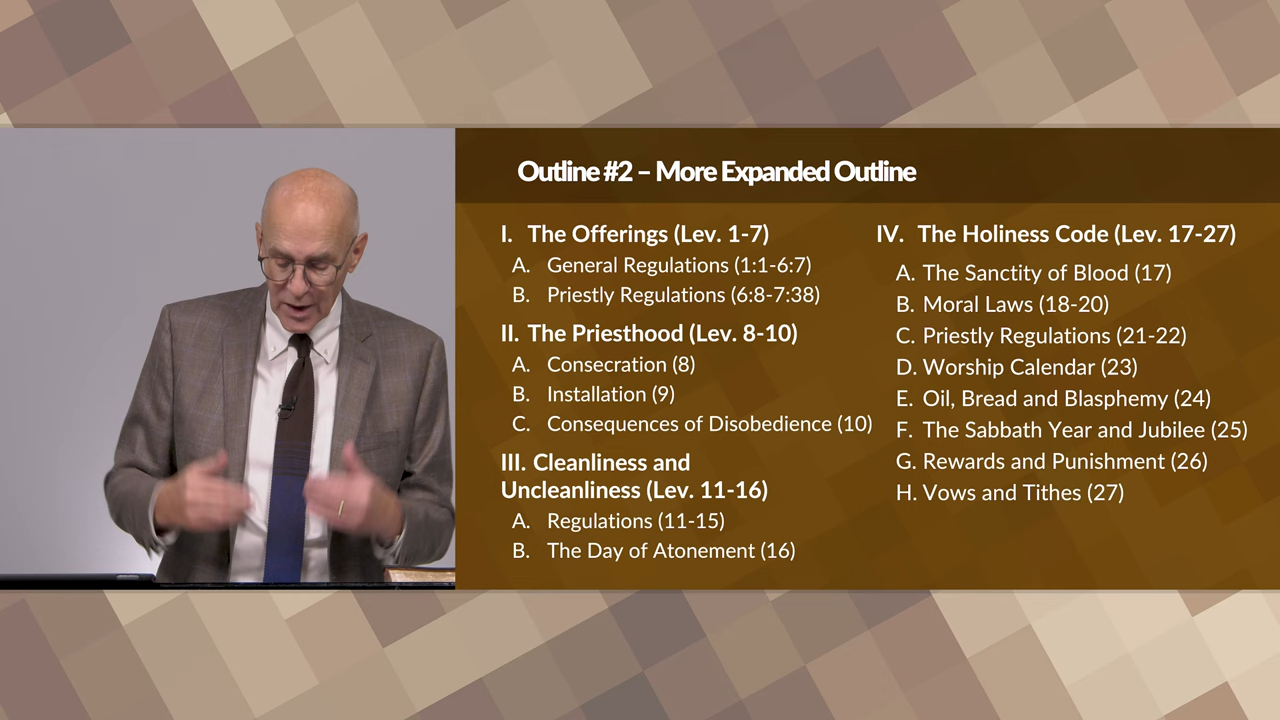 Outline #2 – More Expanded Outline
I. The Offerings (Lev. 1-7)
A. General Regulations (1:1-6:7)
B. Priestly Regulations (6:8-7:38)
II. The Priesthood (Lev. 8-10)
A. Consecration (8)
B. Installation (9)
C. Consequences of Disobedience (10)
III. Cleanliness and
Uncleanliness (Lev. 11-16)
A. Regulations (11-15)
B. The Day of Atonement (16)
IV. The Holiness Code (Lev. 17-27)
A. The Sanctity of Blood (17)
B. Moral Laws (18-20)
C. Priestly Regulations (21-22)
D. Worship Calendar (23)
E. Oil, Bread and Blasphemy (24)
F. The Sabbath Year and Jubilee (25)
G. Rewards and Punishment (26)
H. Vows and Tithes (27)